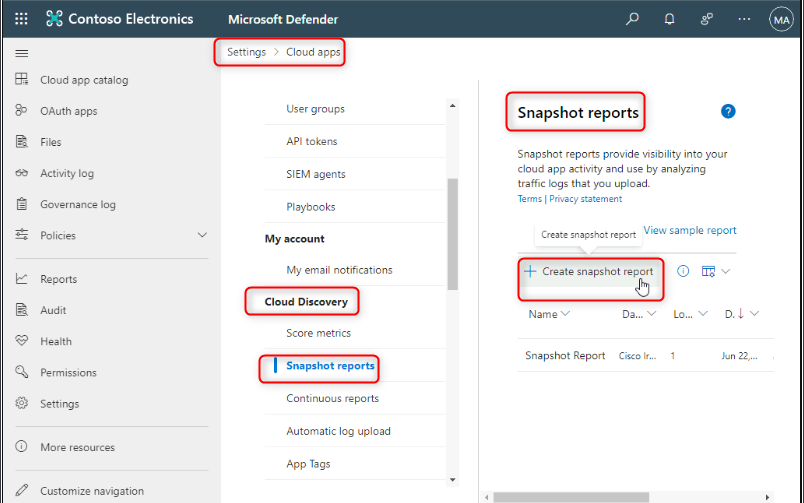 Contoso Electronics Microsoft Defender MA
Settings > Cloud apps
Cloud app catalog
OAuth apps
Files
Activity log
Governance log
Policies
Reports
Audit
Health
Permissions
Settings
More resources
Customize navigation
User groups
API tokens
SIEM agents
Playbooks
My account
My email notifications
Cloud Discovery
Score metrics
Snapshot reports
Continuous reports
Automatic log upload
App Tags
Snapshot reports ?
Snapshot reports provide visibility into your
cloud app activity and use by analyzing
traffic logs that you upload.
Terms | Privacy statement
View sample report
Create snapshot report
+ Create snapshot report
Name Da... Lo... D. ↓
Snapshot Report Cisco Ir... 1 Jun 22,...